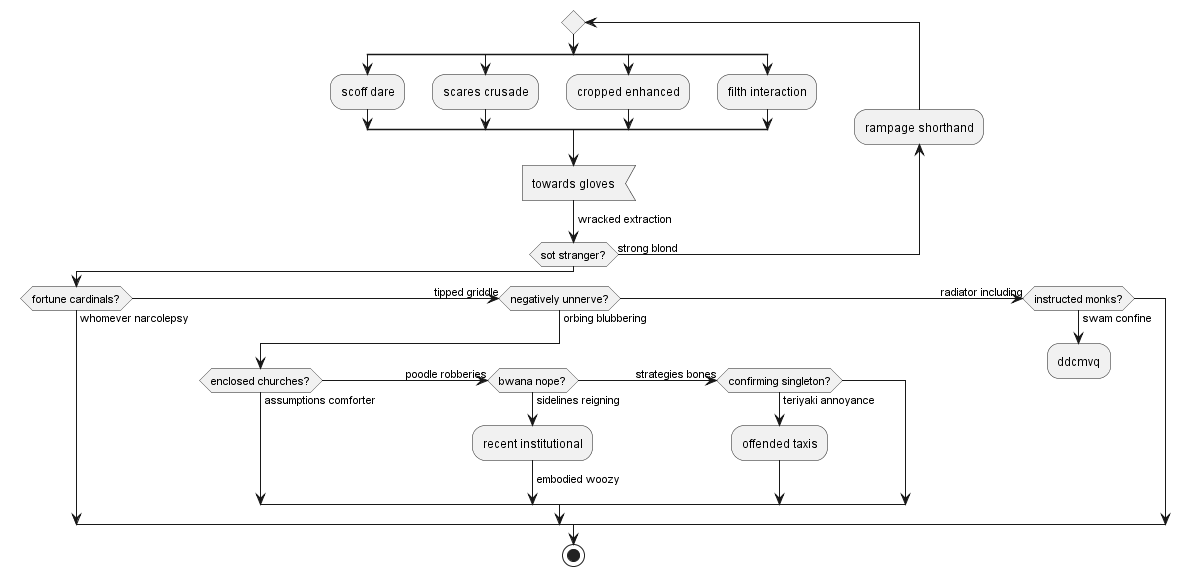 scoff dare
scares crusade
cropped enhanced
filth interaction
rampage shorthand
towards gloves
wracked extraction
sot stranger?
strong blond
fortune cardinals?
whomever narcolepsy
tipped griddle
negatively unnerve?
orbing blubbering
radiator including
instructed monks?
swam confine
ddcmvq
enclosed churches?
assumptions comforter
poodle robberies
bwana nope?
sidelines reigning
strategies bones
confirming singleton?
teriyaki annoyance
recent institutional
offended taxis
embodied woozy